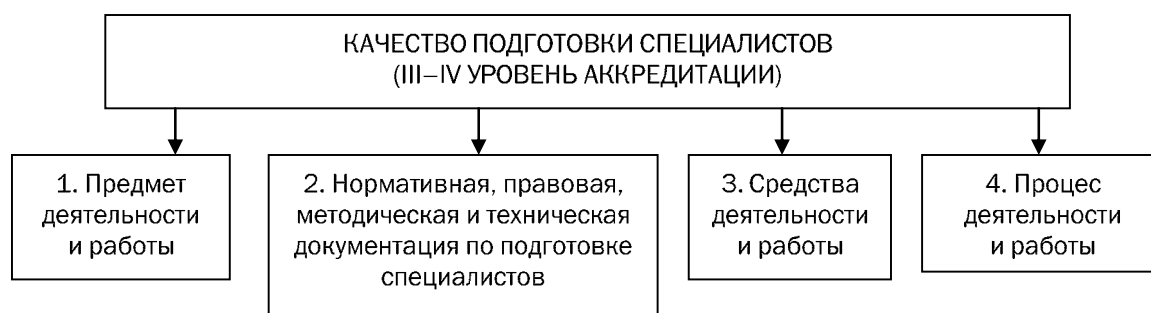 КАЧЕСТВО ПОДГОТОВКИ СПЕЦИАЛИСТОВ
(III–IV УРОВЕНЬ АККРЕДИТАЦИИ)
1. Предмет
деятельности
и работы
2. Нормативная, правовая,
методическая и техническая
документация по подготовке
специалистов
3. Средства
деятельности
и работы
4. Процес
деятельности
и работы